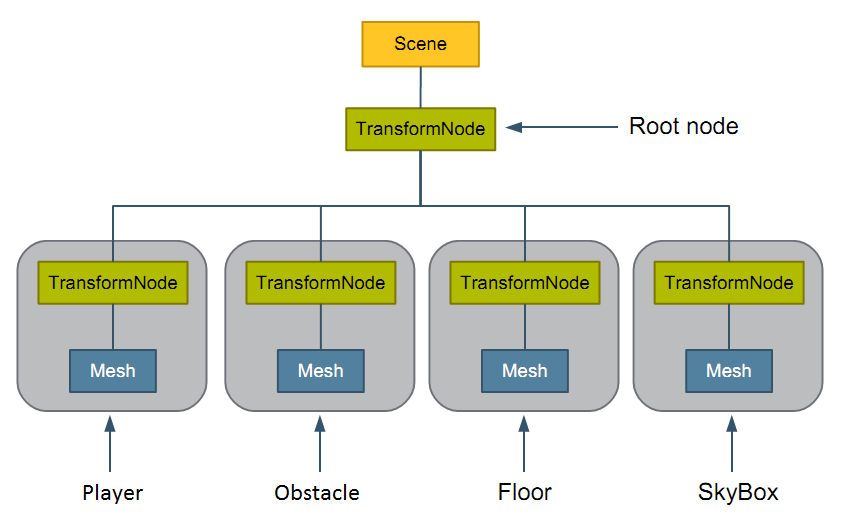 Scene
TransformNode
Root node
TransformNode
TransformNode
TransformNode
TransformNode
Mesh
Mesh
Mesh
Mesh
Player
Obstacle
Floor
SkyBox